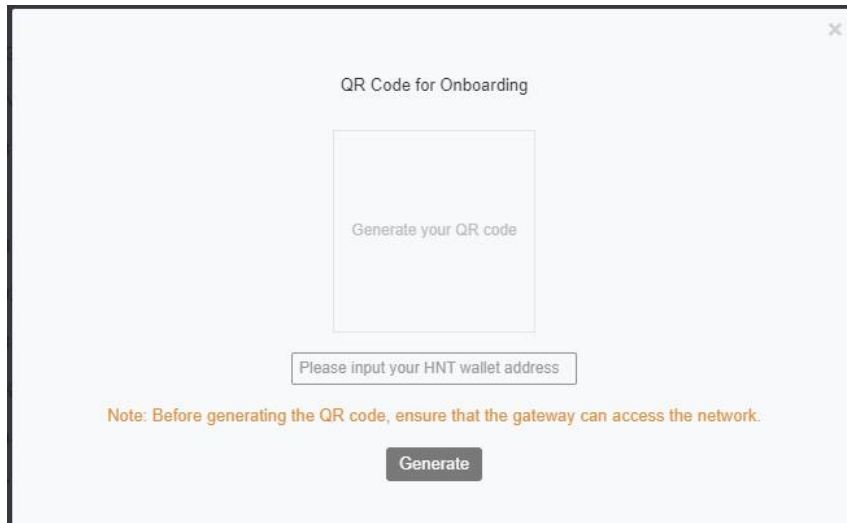 QR Code for Onboarding
Generate your QR code
Please input your HNT wallet address
Note: Before generating the QR code, ensure that the gateway can access the network.
Generate